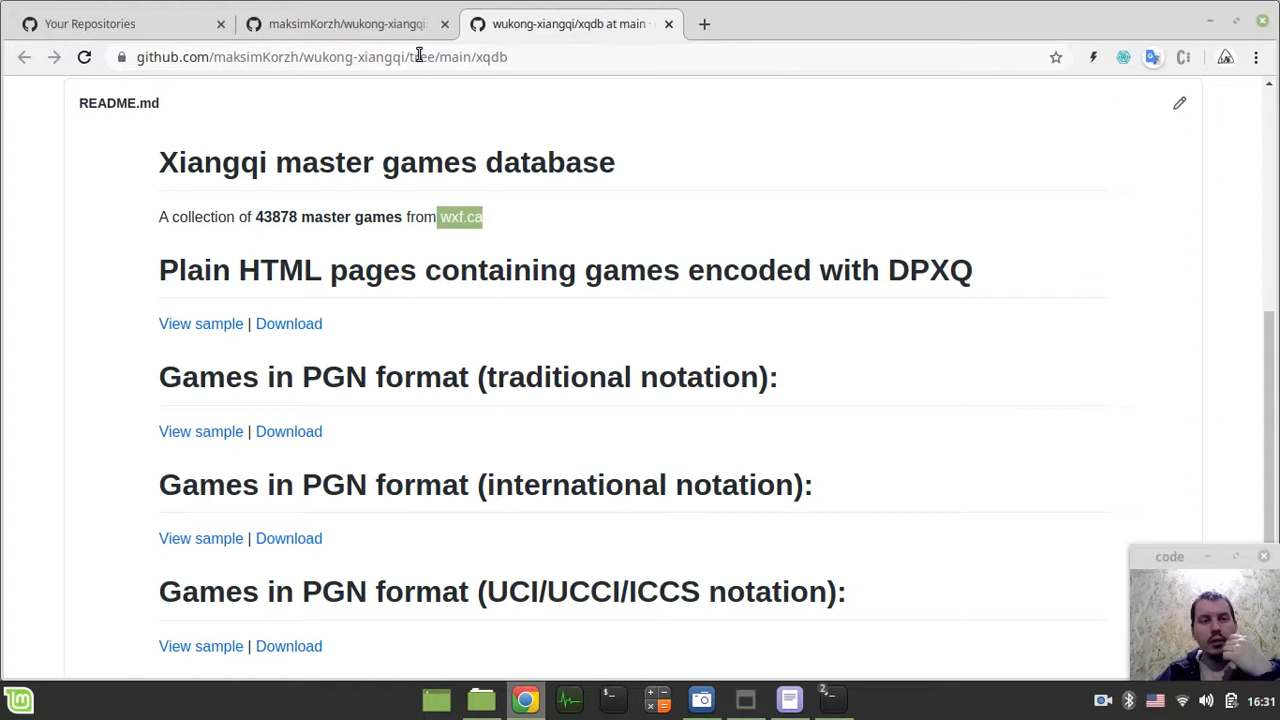 Your Repositories
maksimKorzh/wukong-xiangqi:
wukong-xiangqi/xqdb at main ·
github.com/maksimKorzh/wukong-xiangqi/tree/main/xqdb
README.md
Xiangqi master games database
A collection of 43878 master games from wxf.ca
Plain HTML pages containing games encoded with DPXQ
View sample | Download
Games in PGN format (traditional notation):
View sample | Download
Games in PGN format (international notation):
View sample | Download
Games in PGN format (UCI/UCCI/ICCS notation):
View sample | Download
code
2
16:31